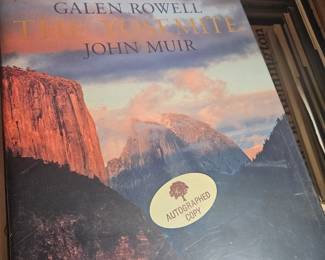 GALEN ROWELL
THE YOSEMITE
JOHN MUIR
AUTOGRAPHED
COPY